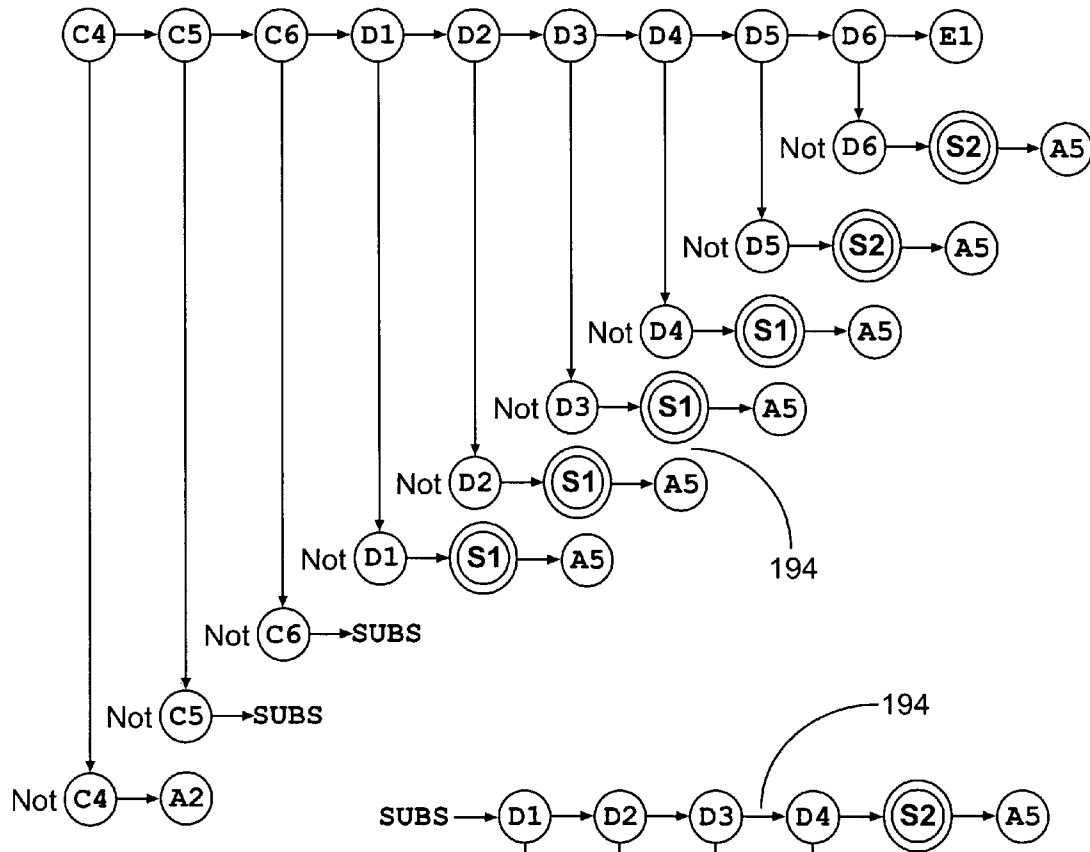 C4 C5 C6 D1 D2 D3 D4 D5 D6 E1
Not D6 S2 A5
Not D5 S2 A5
Not D4 S1 A5
Not D3 S1 A5
Not D2 S1 A5
194
Not D1 S1 A5
Not C6 SUBS
Not C5 SUBS
194
Not C4 A2
SUBS D1 D2 D3 D4 S2 A5